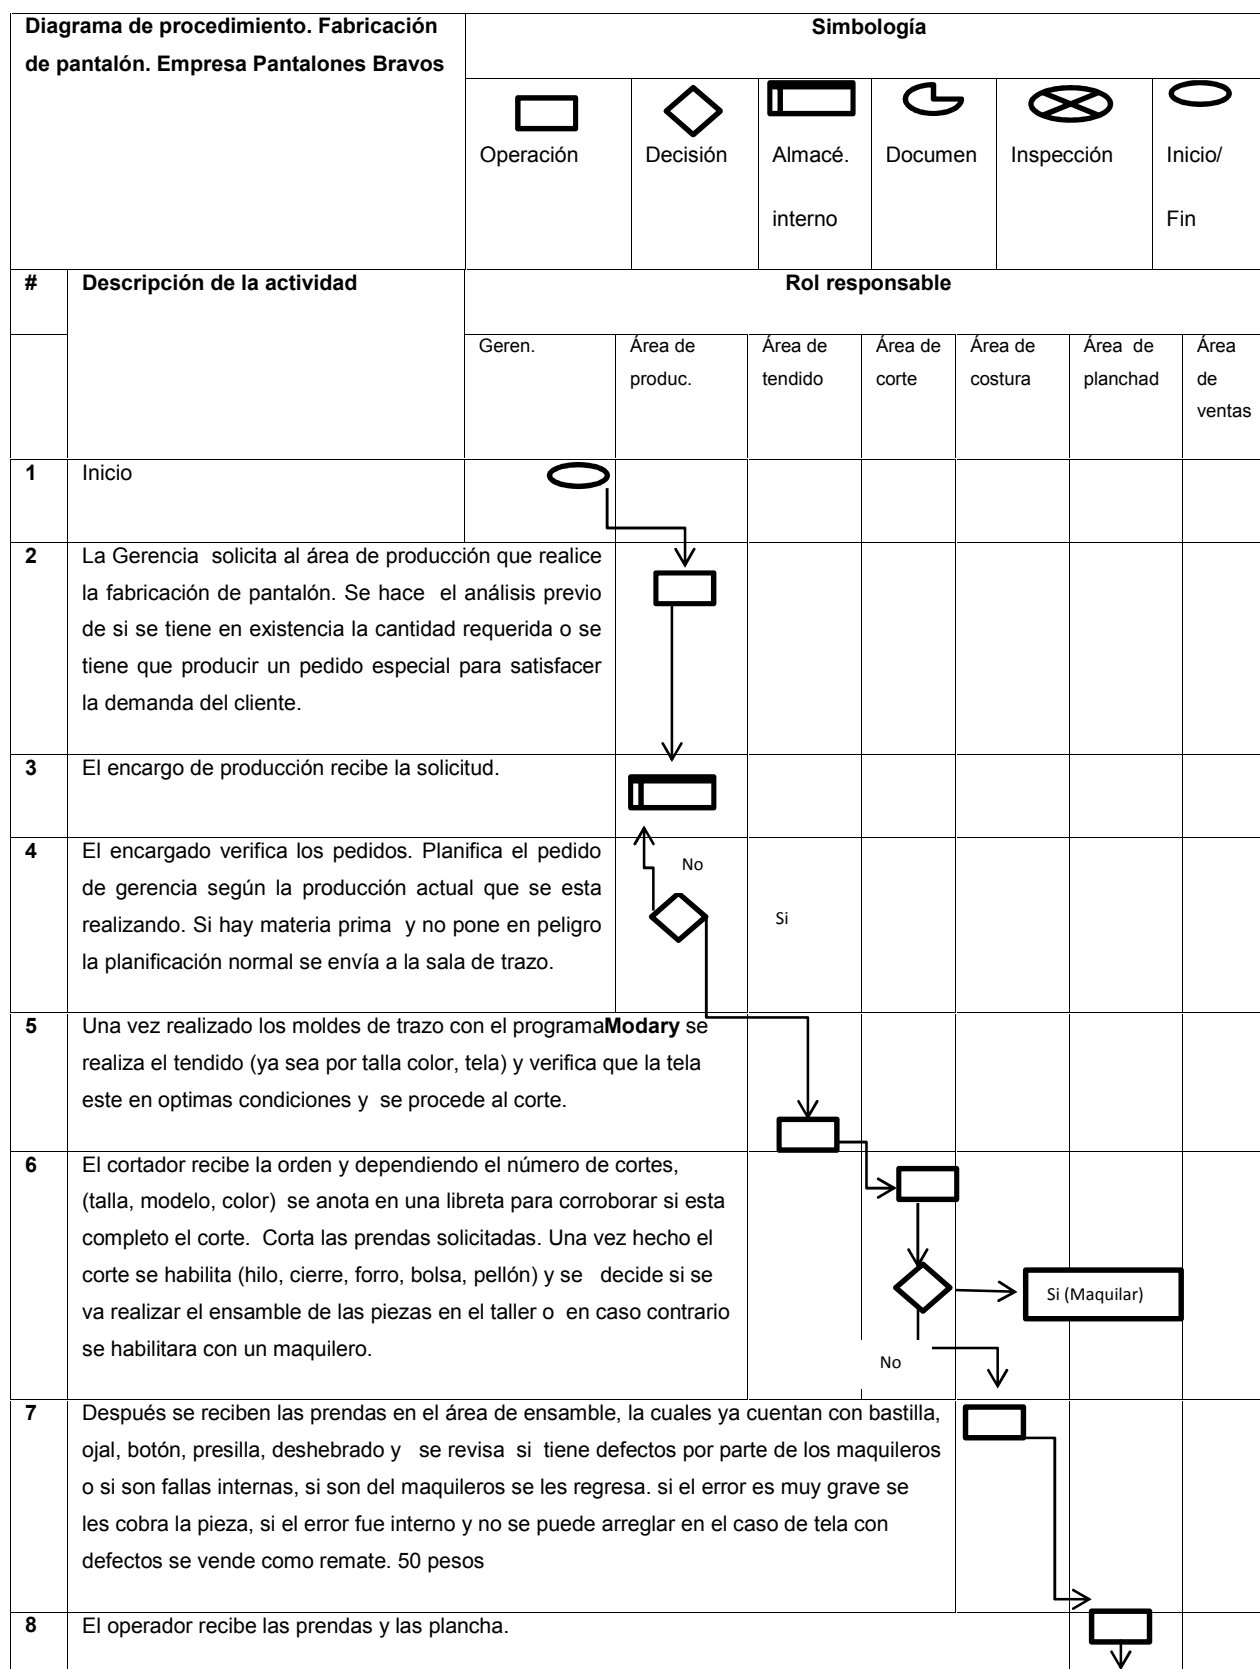 Diagrama de procedimiento. Fabricación
de pantalón. Empresa Pantalones Bravos
Simbología
Operación
Decisión
Almacé.
interno
Documen
Inspección
Inicio/
Fin
#
Descripción de la actividad
Rol responsable
Geren.
Área de
produc.
Área de
tendido
Área de
corte
Área de
costura
Área de
planchad
Área
de
ventas
1
Inicio
2
La Gerencia solicita al área de producción que realice
la fabricación de pantalón. Se hace el análisis previo
de si se tiene en existencia la cantidad requerida o se
tiene que producir un pedido especial para satisfacer
la demanda del cliente.
3
El encargo de producción recibe la solicitud.
4
El encargado verifica los pedidos. Planifica el pedido
de gerencia según la producción actual que se esta
realizando. Si hay materia prima y no pone en peligro
la planificación normal se envía a la sala de trazo.
No
Si
5
Una vez realizado los moldes de trazo con el programaModary se
realiza el tendido (ya sea por talla color, tela) y verifica que la tela
este en optimas condiciones y se procede al corte.
6
El cortador recibe la orden y dependiendo el número de cortes,
(talla, modelo, color) se anota en una libreta para corroborar si esta
completo el corte. Corta las prendas solicitadas. Una vez hecho el
corte se habilita (hilo, cierre, forro, bolsa, pellón) y se decide si se
va realizar el ensamble de las piezas en el taller o en caso contrario
se habilitara con un maquilero.
Si (Maquilar)
No
7
Después se reciben las prendas en el área de ensamble, la cuales ya cuentan con bastilla,
ojal, botón, presilla, deshebrado y se revisa si tiene defectos por parte de los maquileros
o si son fallas internas, si son del maquileros se les regresa. si el error es muy grave se
les cobra la pieza, si el error fue interno y no se puede arreglar en el caso de tela con
defectos se vende como remate. 50 pesos
8
El operador recibe las prendas y las plancha.